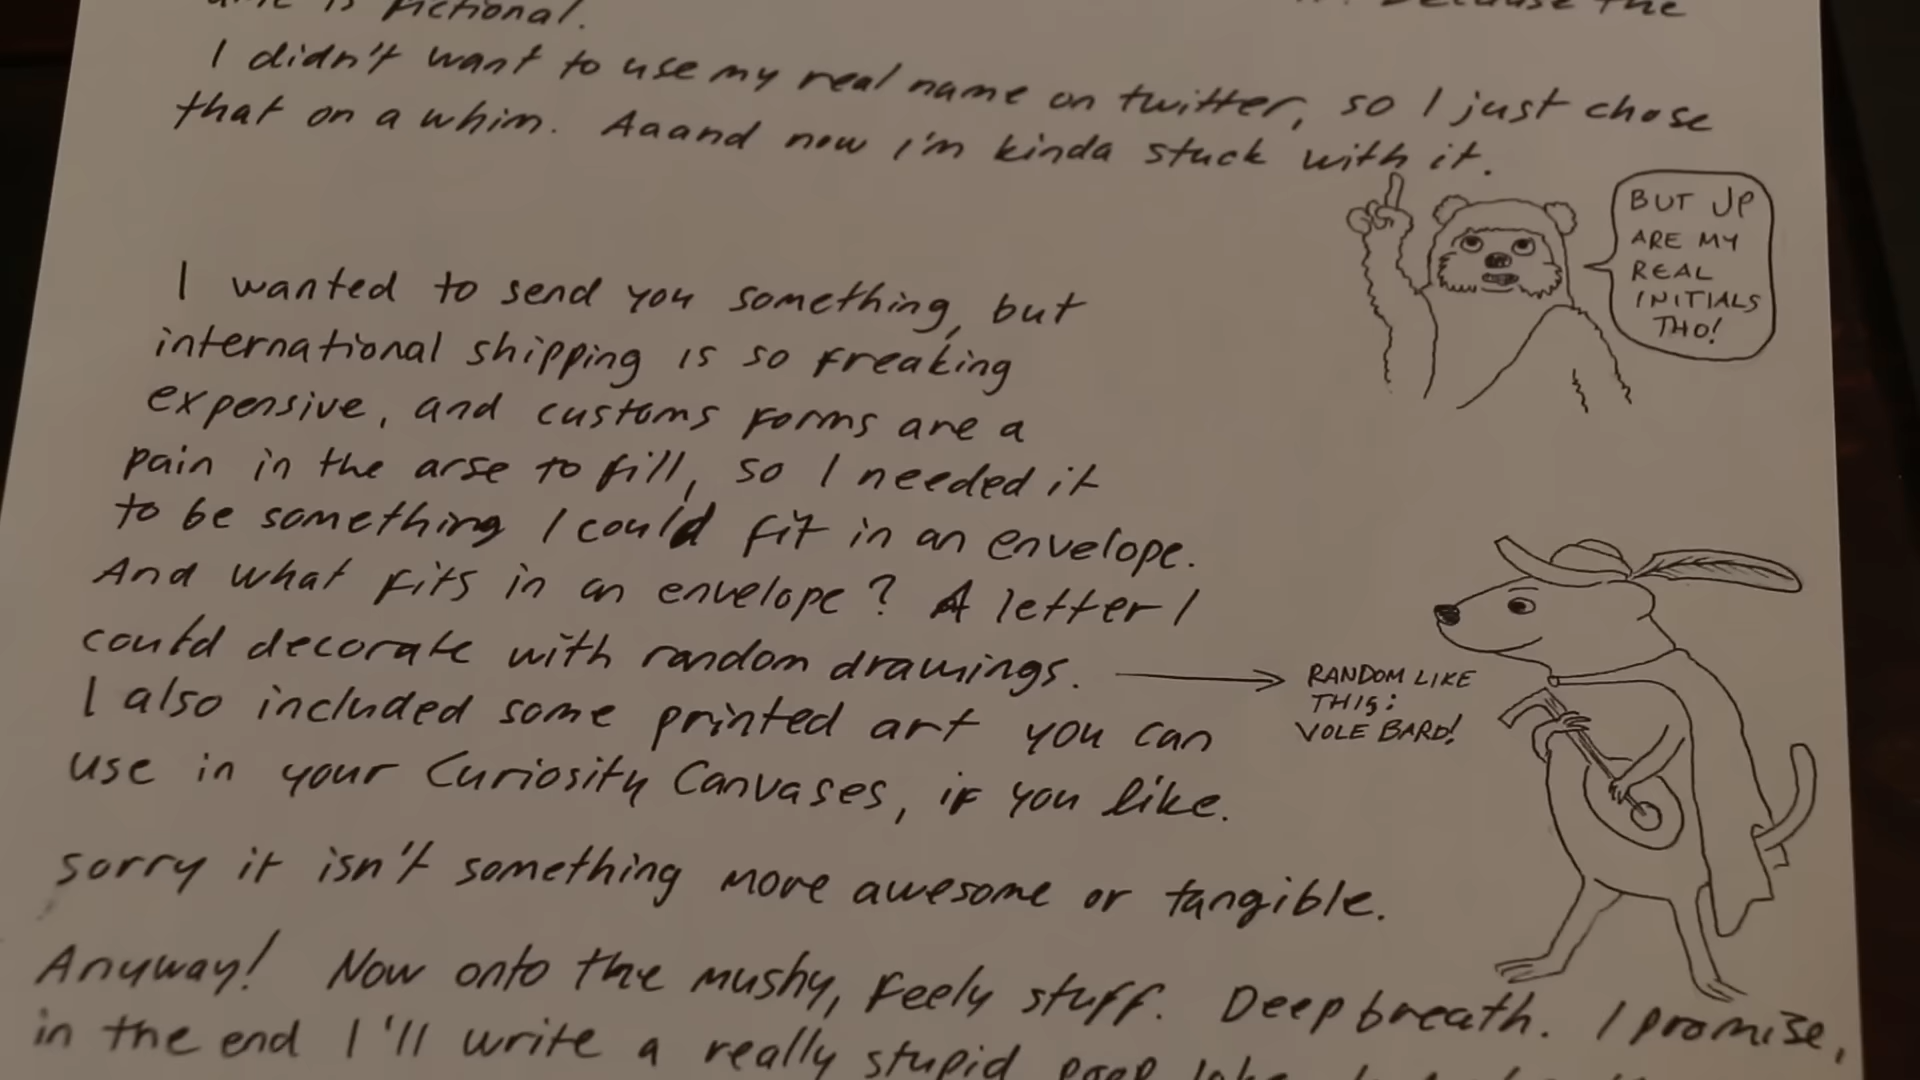 is fictional.
because the
I didn't want to use my real name on twitter, so I just chose
that on a whim. Aaand now i'm kinda stuck with it.
BUT JP
ARE MY
REAL
INITIALS
THO!
I wanted to send you something, but
international shipping is so freaking
expensive, and customs forms are a
pain in the arse to fill, so I needed it
to be something I could fit in an envelope.
And what fits in an envelope? A letter I
could decorate with random drawings.
RANDOM LIKE
THIS:
VOLE BARD!
I also included some printed art you can
use in your Curiosity Canvases, if you like.
sorry it isn't something more awesome or tangible.
Anyway! Now onto the mushy, feely stuff. Deep breath. I promise,
in the end I'll write a really stupid poop